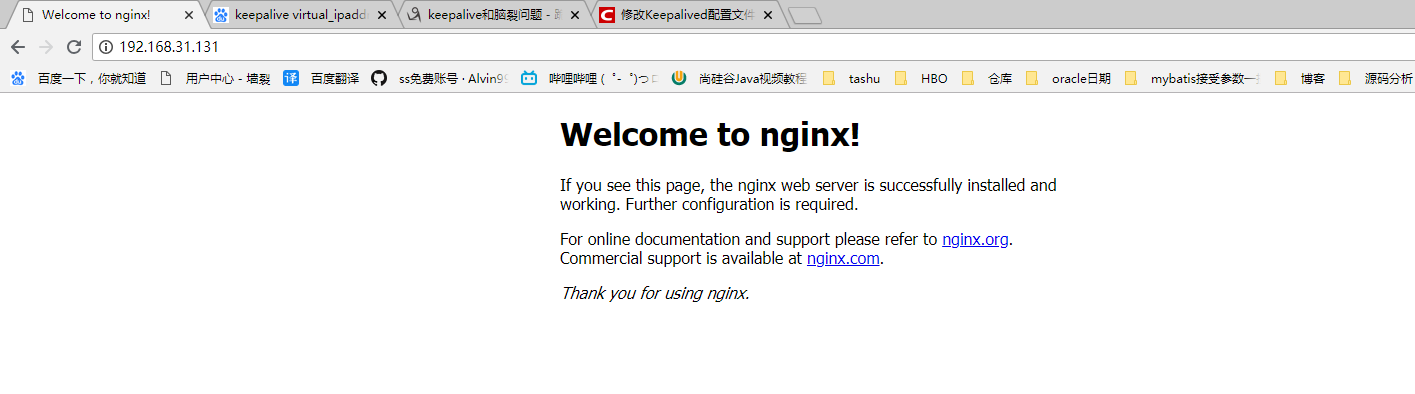 Welcome to nginx!
keepalive virtual_ipadd
keepalive和脑裂问题 -
修改Keepalived配置文件
192.168.31.131
百度一下，你就知道
用户中心 - 墙裂
百度翻译
ss免费账号 · Alvin99
哔哩哔哩 ( ゜- ゜)つロ
尚硅谷Java视频教程
tashu
HBO
仓库
oracle日期
mybatis接受参数一
博客
源码分析
Welcome to nginx!
If you see this page, the nginx web server is successfully installed and
working. Further configuration is required.
For online documentation and support please refer to nginx.org.
Commercial support is available at nginx.com.
Thank you for using nginx.